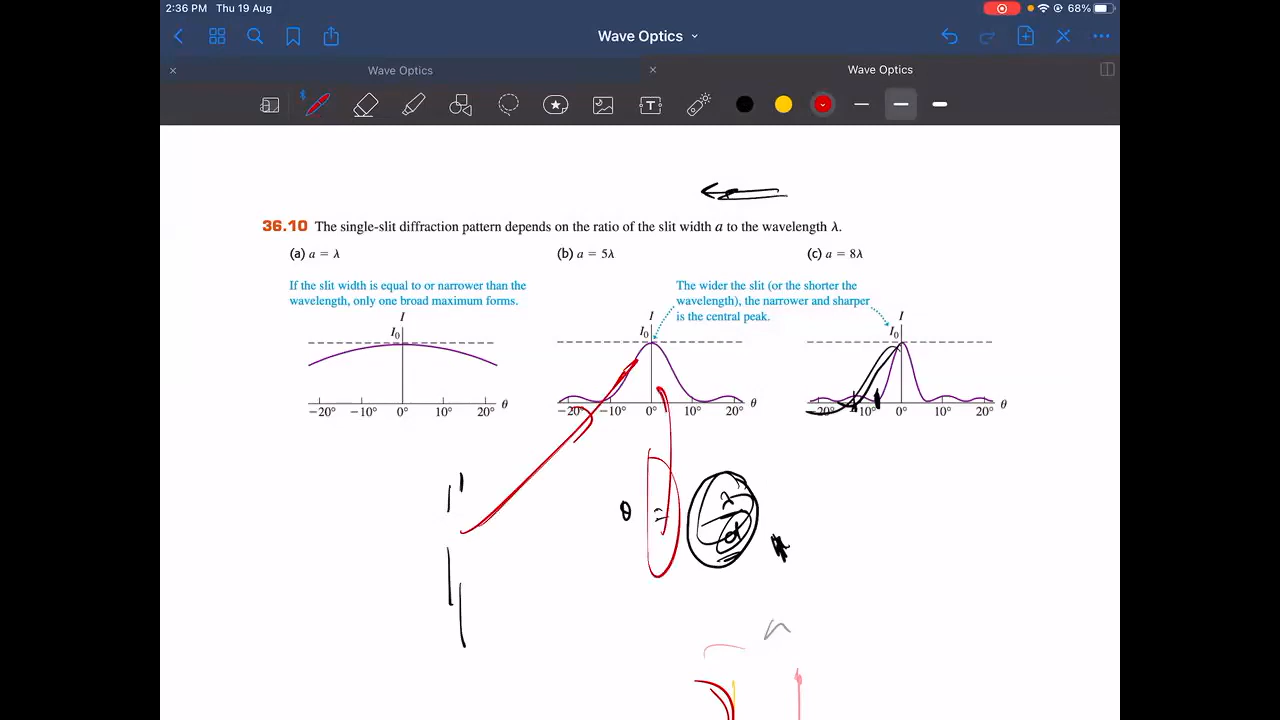 2:36 PM Thu 19 Aug 68%
Wave Optics
Wave Optics
Wave Optics
36.10 The single-slit diffraction pattern depends on the ratio of the slit width a to the wavelength λ.
(a) a = λ
(b) a = 5λ
(c) a = 8λ
If the slit width is equal to or narrower than the
wavelength, only one broad maximum forms.
The wider the slit (or the shorter the
wavelength), the narrower and sharper
is the central peak.
I
I0
−20° −10° 0° 10° 20° θ
I
I0
−20° −10° 0° 10° 20° θ
I
I0
−20° 10° 0° 10° 20° θ
θ = λ